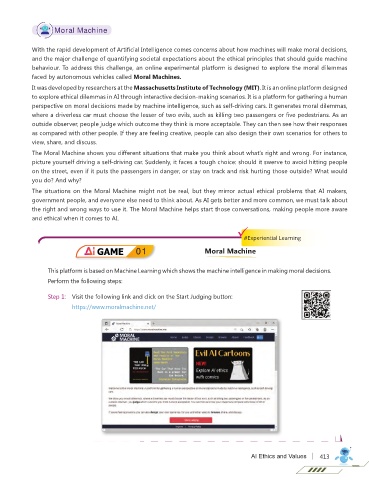 Moral Machine
With the rapid development of Artificial Intelligence comes concerns about how machines will make moral decisions,
and the major challenge of quantifying societal expectations about the ethical principles that should guide machine
behaviour. To address this challenge, an online experimental platform is designed to explore the moral dilemmas
faced by autonomous vehicles called Moral Machines.
It was developed by researchers at the Massachusetts Institute of Technology (MIT). It is an online platform designed
to explore ethical dilemmas in AI through interactive decision-making scenarios. It is a platform for gathering a human
perspective on moral decisions made by machine intelligence, such as self-driving cars. It generates moral dilemmas,
where a driverless car must choose the lesser of two evils, such as killing two passengers or five pedestrians. As an
outside observer, people judge which outcome they think is more acceptable. They can then see how their responses
as compared with other people. If they are feeling creative, people can also design their own scenarios for others to
view, share, and discuss.
The Moral Machine shows you different situations that make you think about what's right and wrong. For instance,
picture yourself driving a self-driving car. Suddenly, it faces a tough choice: should it swerve to avoid hitting people
on the street, even if it puts the passengers in danger, or stay on track and risk hurting those outside? What would
you do? And why?
The situations on the Moral Machine might not be real, but they mirror actual ethical problems that AI makers,
government people, and everyone else need to think about. As AI gets better and more common, we must talk about
the right and wrong ways to use it. The Moral Machine helps start those conversations, making people more aware
and ethical when it comes to AI.
#Experiential Learning
Ai GAME 01 Moral Machine
This platform is based on Machine Learning which shows the machine intelligence in making moral decisions.
Perform the following steps:
Step 1: Visit the following link and click on the Start Judging button:
https://www.moralmachine.net/
MORAL
MACHINE
Evil AI Cartoons
NEW!
Explore AI ethics
with comics
AI Ethics and Values 413